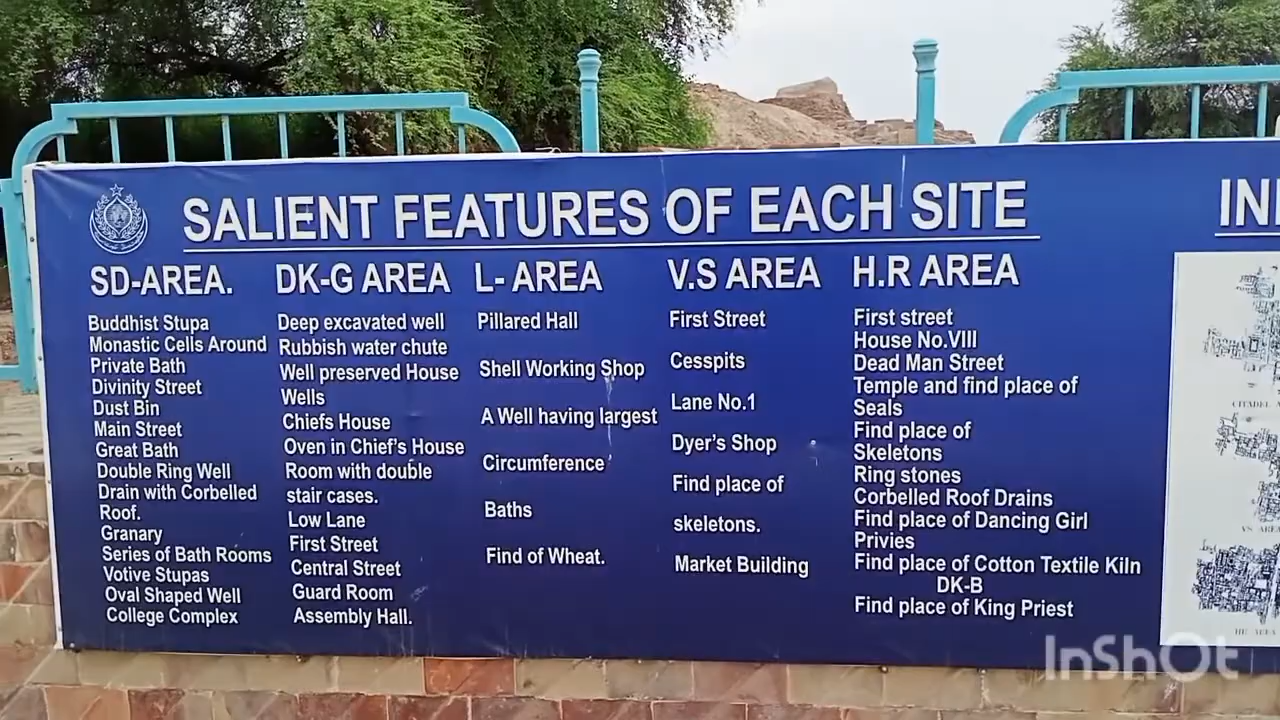 SALIENT FEATURES OF EACH SITE
SD-AREA.
Buddhist Stupa
Monastic Cells Around
Private Bath
Divinity Street
Dust Bin
Main Street
Great Bath
Double Ring Well
Drain with Corbelled
Roof.
Granary
Series of Bath Rooms
Votive Stupas
Oval Shaped Well
College Complex
DK-G AREA
Deep excavated well
Rubbish water chute
Well preserved House
Wells
Chiefs House
Oven in Chief's House
Room with double
stair cases.
Low Lane
First Street
Central Street
Guard Room
Assembly Hall.
L- AREA
Pillared Hall
Shell Working Shop
A Well having largest
Circumference
Baths
Find of Wheat.
V.S AREA
First Street
Cesspits
Lane No.1
Dyer's Shop
Find place of
skeletons.
Market Building
H.R AREA
First street
House No.VIII
Dead Man Street
Temple and find place of
Seals
Find place of
Skeletons
Ring stones
Corbelled Roof Drains
Find place of Dancing Girl
Privies
Find place of Cotton Textile Kiln
DK-B
Find place of King Priest
CITADEL
VS AREA
HR AREA
InShOt